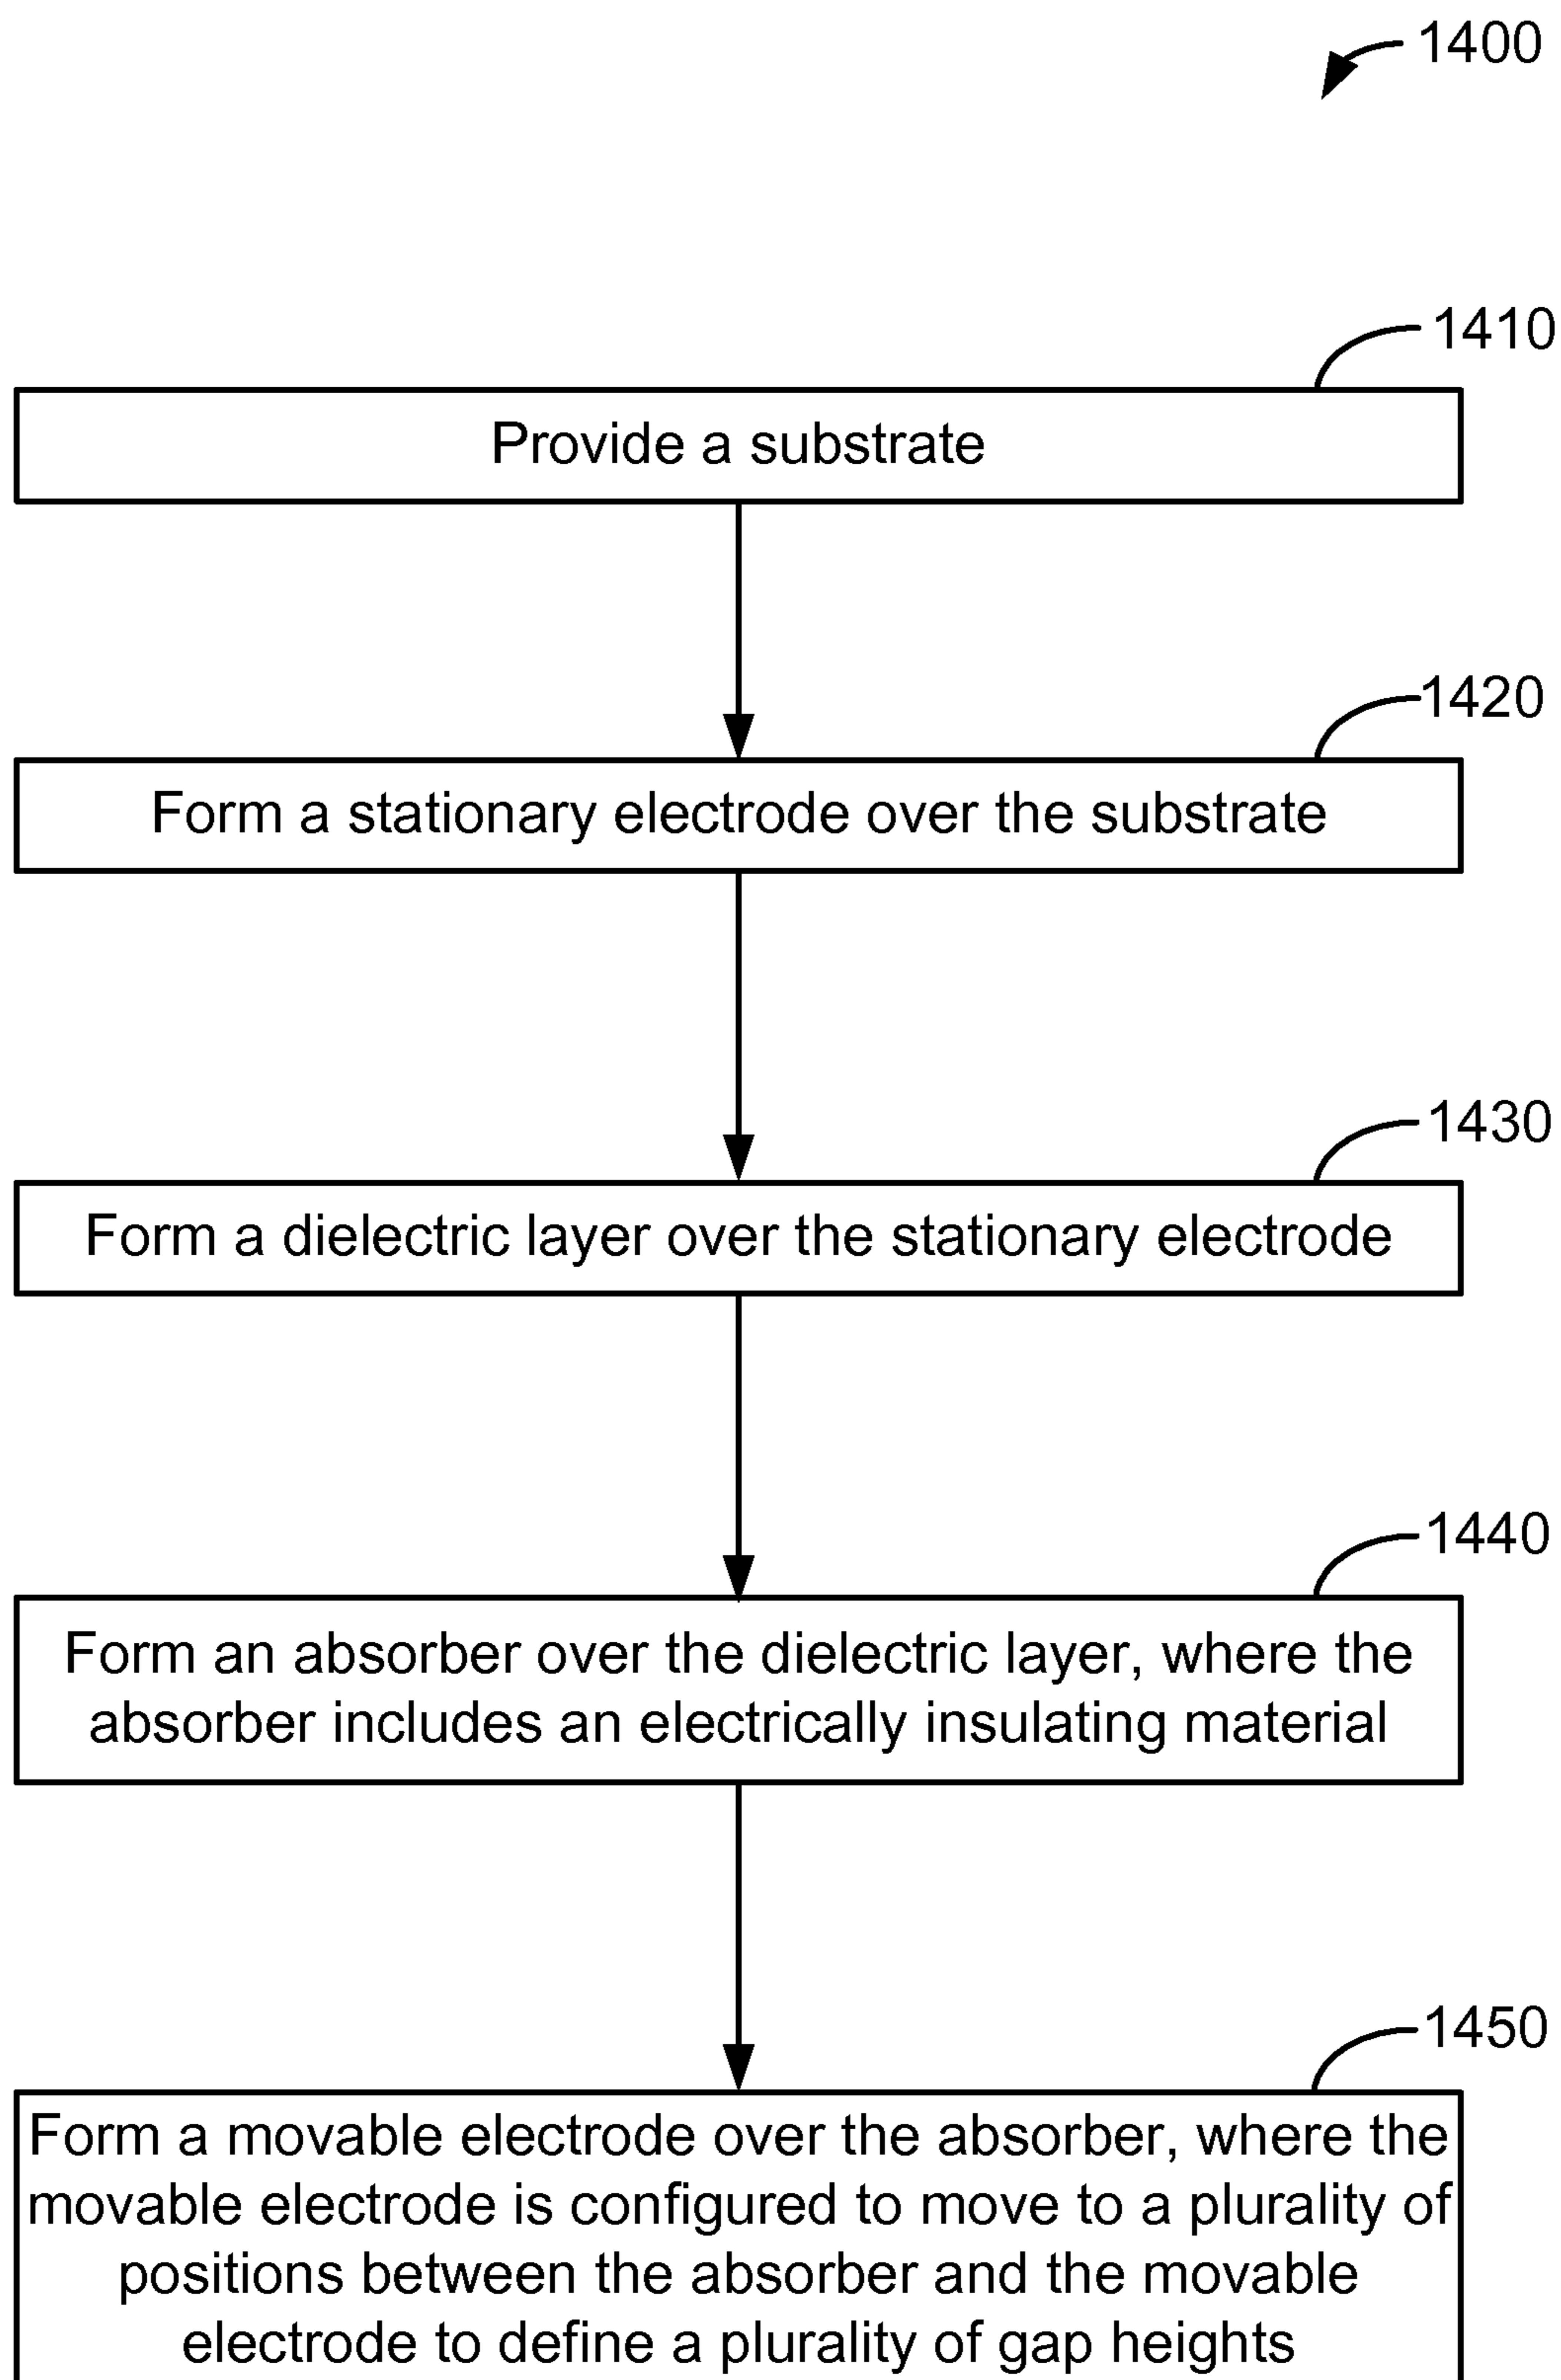 1400
1410
Provide a substrate
1420
Form a stationary electrode over the substrate
1430
Form a dielectric layer over the stationary electrode
1440
Form an absorber over the dielectric layer, where the
absorber includes an electrically insulating material
1450
Form a movable electrode over the absorber, where the
movable electrode is configured to move to a plurality of
positions between the absorber and the movable
electrode to define a plurality of gap heights